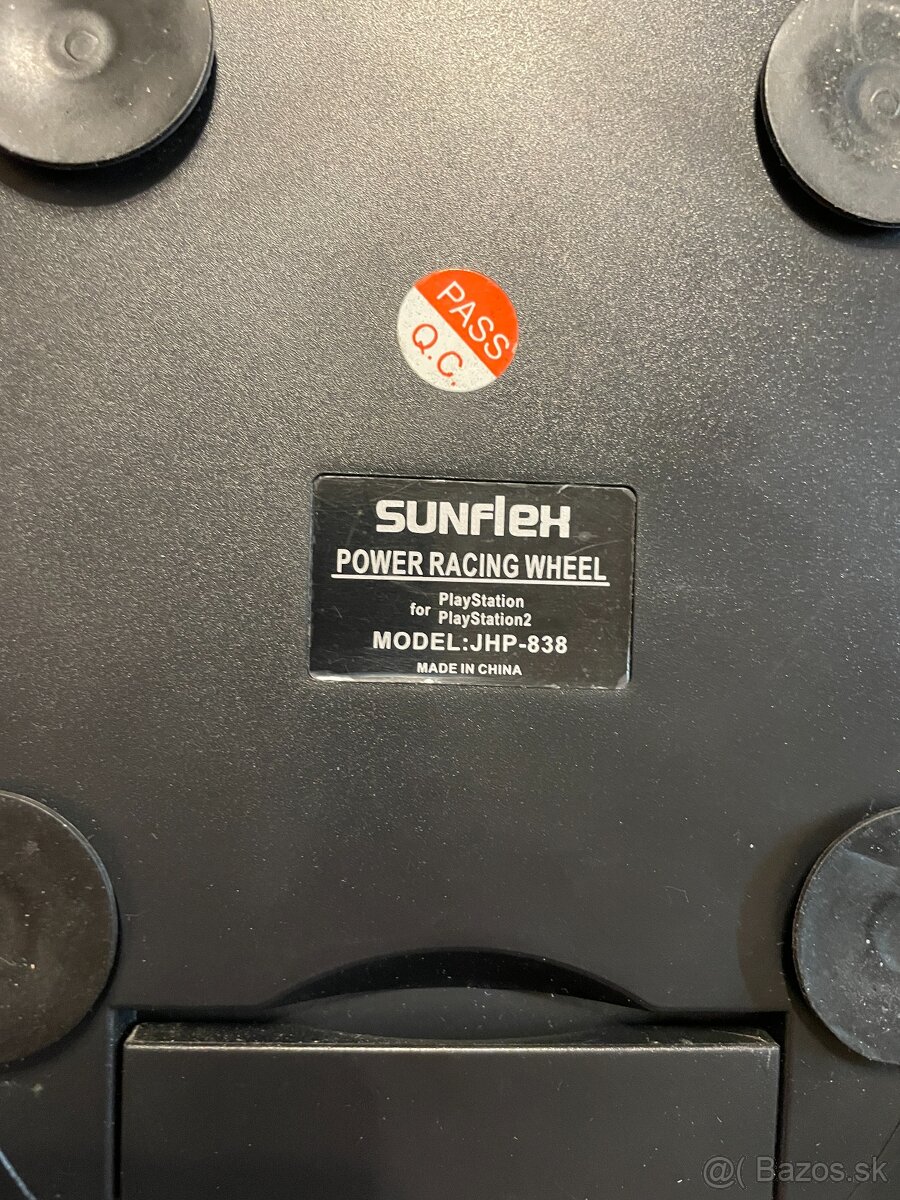 PASS
Q.C.
sunflex
POWER RACING WHEEL
for PlayStation
PlayStation2
MODEL:JHP-838
MADE IN CHINA
@( Bazos.sk